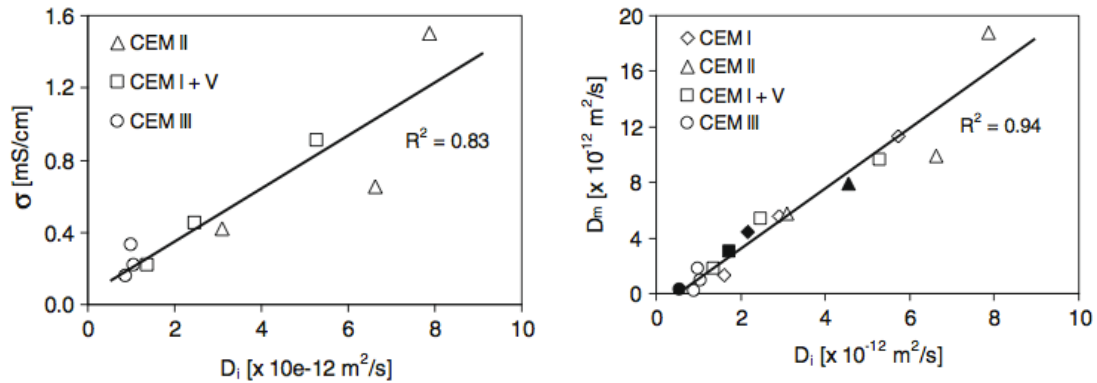 1.6
1.2
0.8
0.4
0.0
σ [mS/cm]
CEM II
CEM I + V
CEM III
R² = 0.83
0 2 4 6 8 10
Dᵢ [x 10e-12 m²/s]
20
16
12
8
4
0
Dₘ [x 10⁻¹² m²/s]
CEM I
CEM II
CEM I + V
CEM III
R² = 0.94
0 2 4 6 8 10
Dᵢ [x 10⁻¹² m²/s]